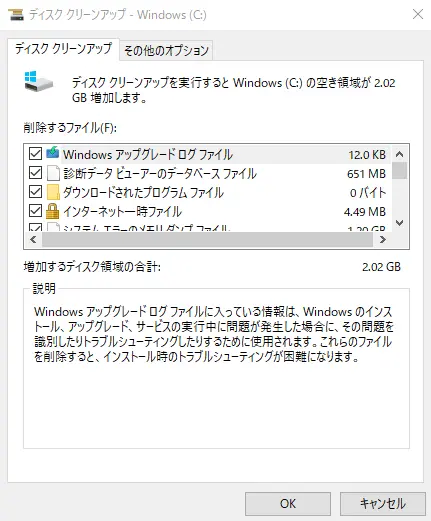 ディスク クリーンアップ - Windows (C:)
ディスク クリーンアップ その他のオプション
ディスク クリーンアップを実行すると Windows (C:) の空き領域が 2.02
GB 増加します。
削除するファイル(F):
Windows アップグレード ログ ファイル 12.0 KB
診断データ ビューアーのデータベース ファイル 651 MB
ダウンロードされたプログラム ファイル 0 バイト
インターネット一時ファイル 4.49 MB
システム エラーのメモリ ダンプ ファイル 1.20 GB
増加するディスク領域の合計: 2.02 GB
説明
Windows アップグレード ログ ファイルに入っている情報は、Windows のインス
トール、アップグレード、サービスの実行中に問題が発生した場合に、その問題を
識別したりトラブルシューティングしたりするために使用されます。これらのファイル
を削除すると、インストール時のトラブルシューティングが困難になります。
OK キャンセル